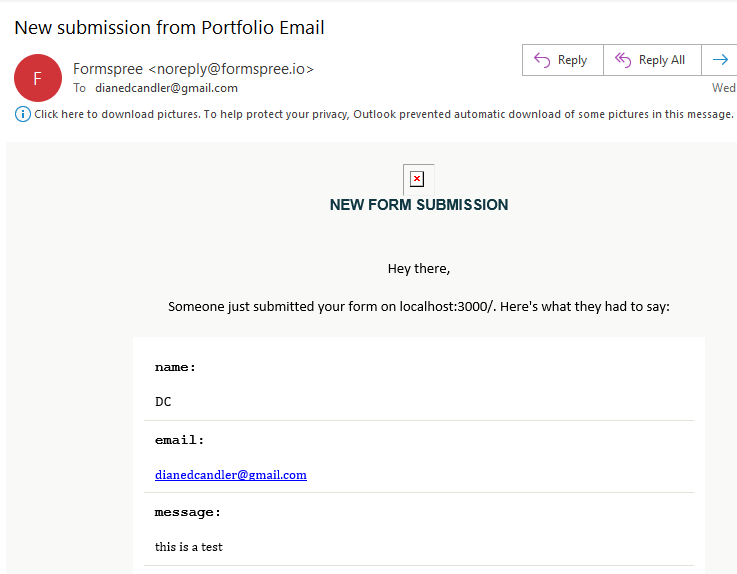 New submission from Portfolio Email
F
Formspree <noreply@formspree.io>
To dianedcandler@gmail.com
Reply
Reply All
Wed
Click here to download pictures. To help protect your privacy, Outlook prevented automatic download of some pictures in this message.
NEW FORM SUBMISSION
Hey there,
Someone just submitted your form on localhost:3000/. Here's what they had to say:
name:
DC
email:
dianedcandler@gmail.com
message:
this is a test